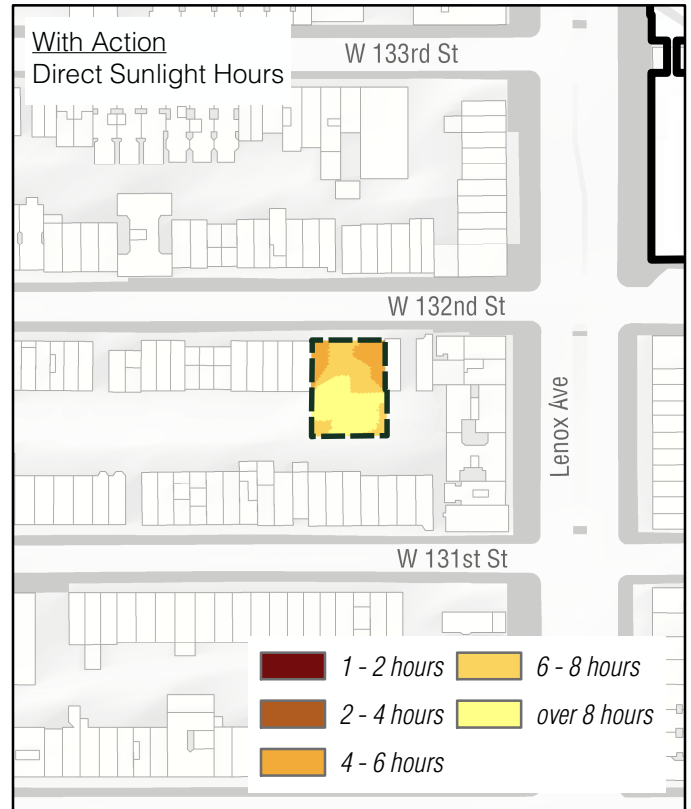 With Action
Direct Sunlight Hours
W 133rd St
W 132nd St
Lenox Ave
W 131st St
1 - 2 hours
2 - 4 hours
4 - 6 hours
6 - 8 hours
over 8 hours